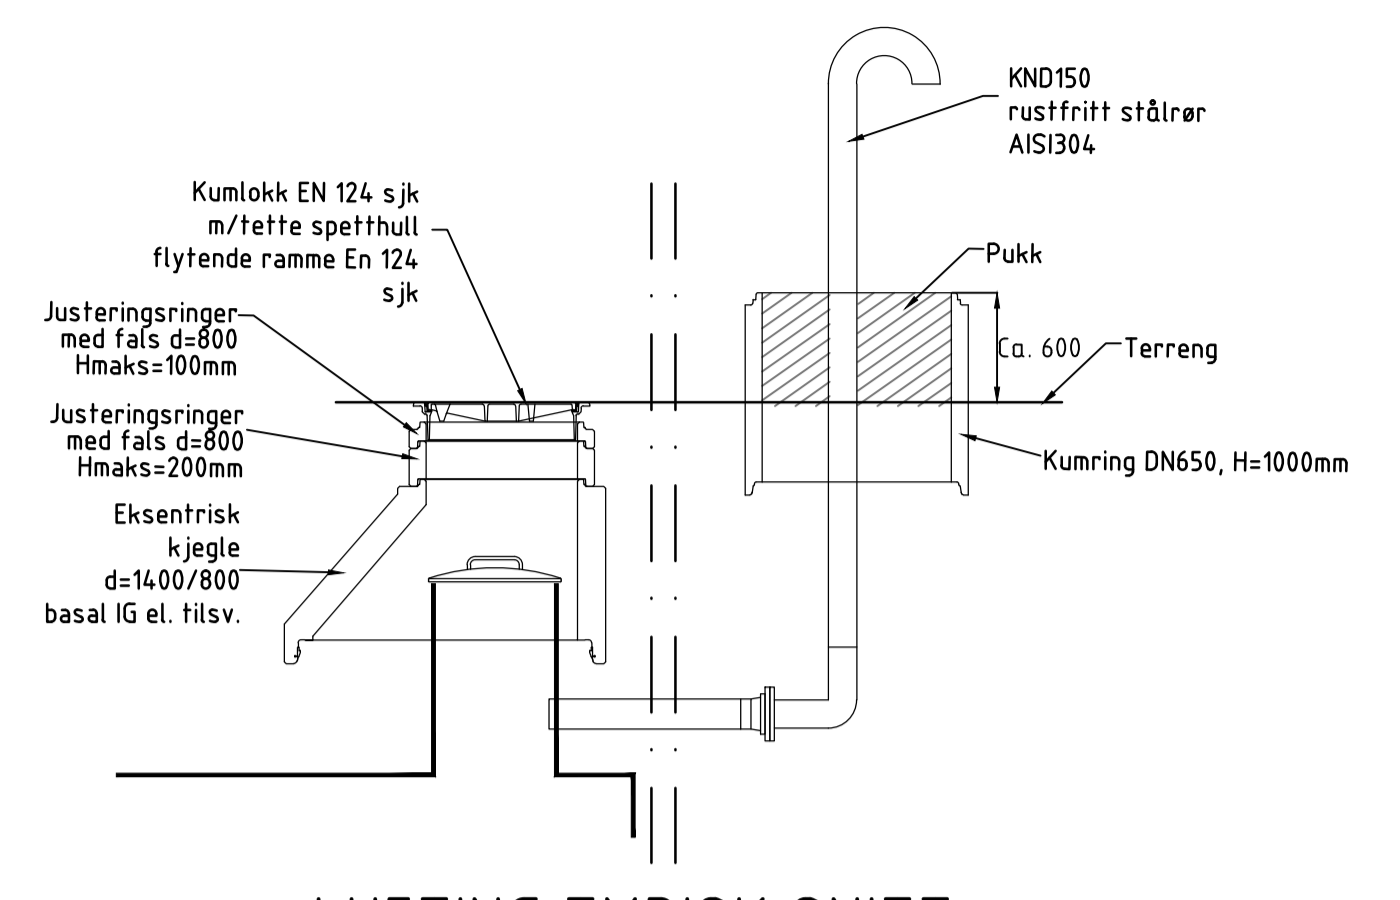 KND150
rustfritt stålrør
AISI304
Kumlokk EN 124 sjk
m/tette spetthull
flytende ramme En 124
sjk
Pukk
Justeringsringer
med fals d=800
Hmaks=100mm
Ca. 600
Terreng
Justeringsringer
med fals d=800
Hmaks=200mm
Kumring DN650, H=1000mm
Eksentrisk
kjegle
d=1400/800
basal IG el. tilsv.